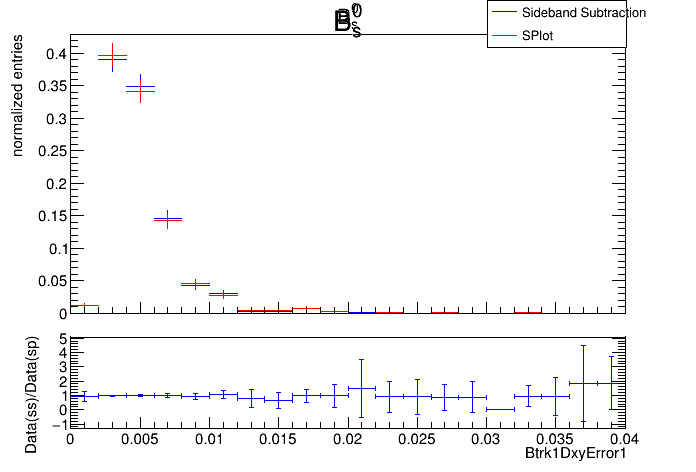 B⁰ₛ
Sideband Subtraction
SPlot
normalized entries
0.4
0.35
0.3
0.25
0.2
0.15
0.1
0.05
0
Data(ss)/Data(sp)
5
4
3
2
1
0
−1
0 0.005 0.01 0.015 0.02 0.025 0.03 0.035 0.04
Btrk1DxyError1